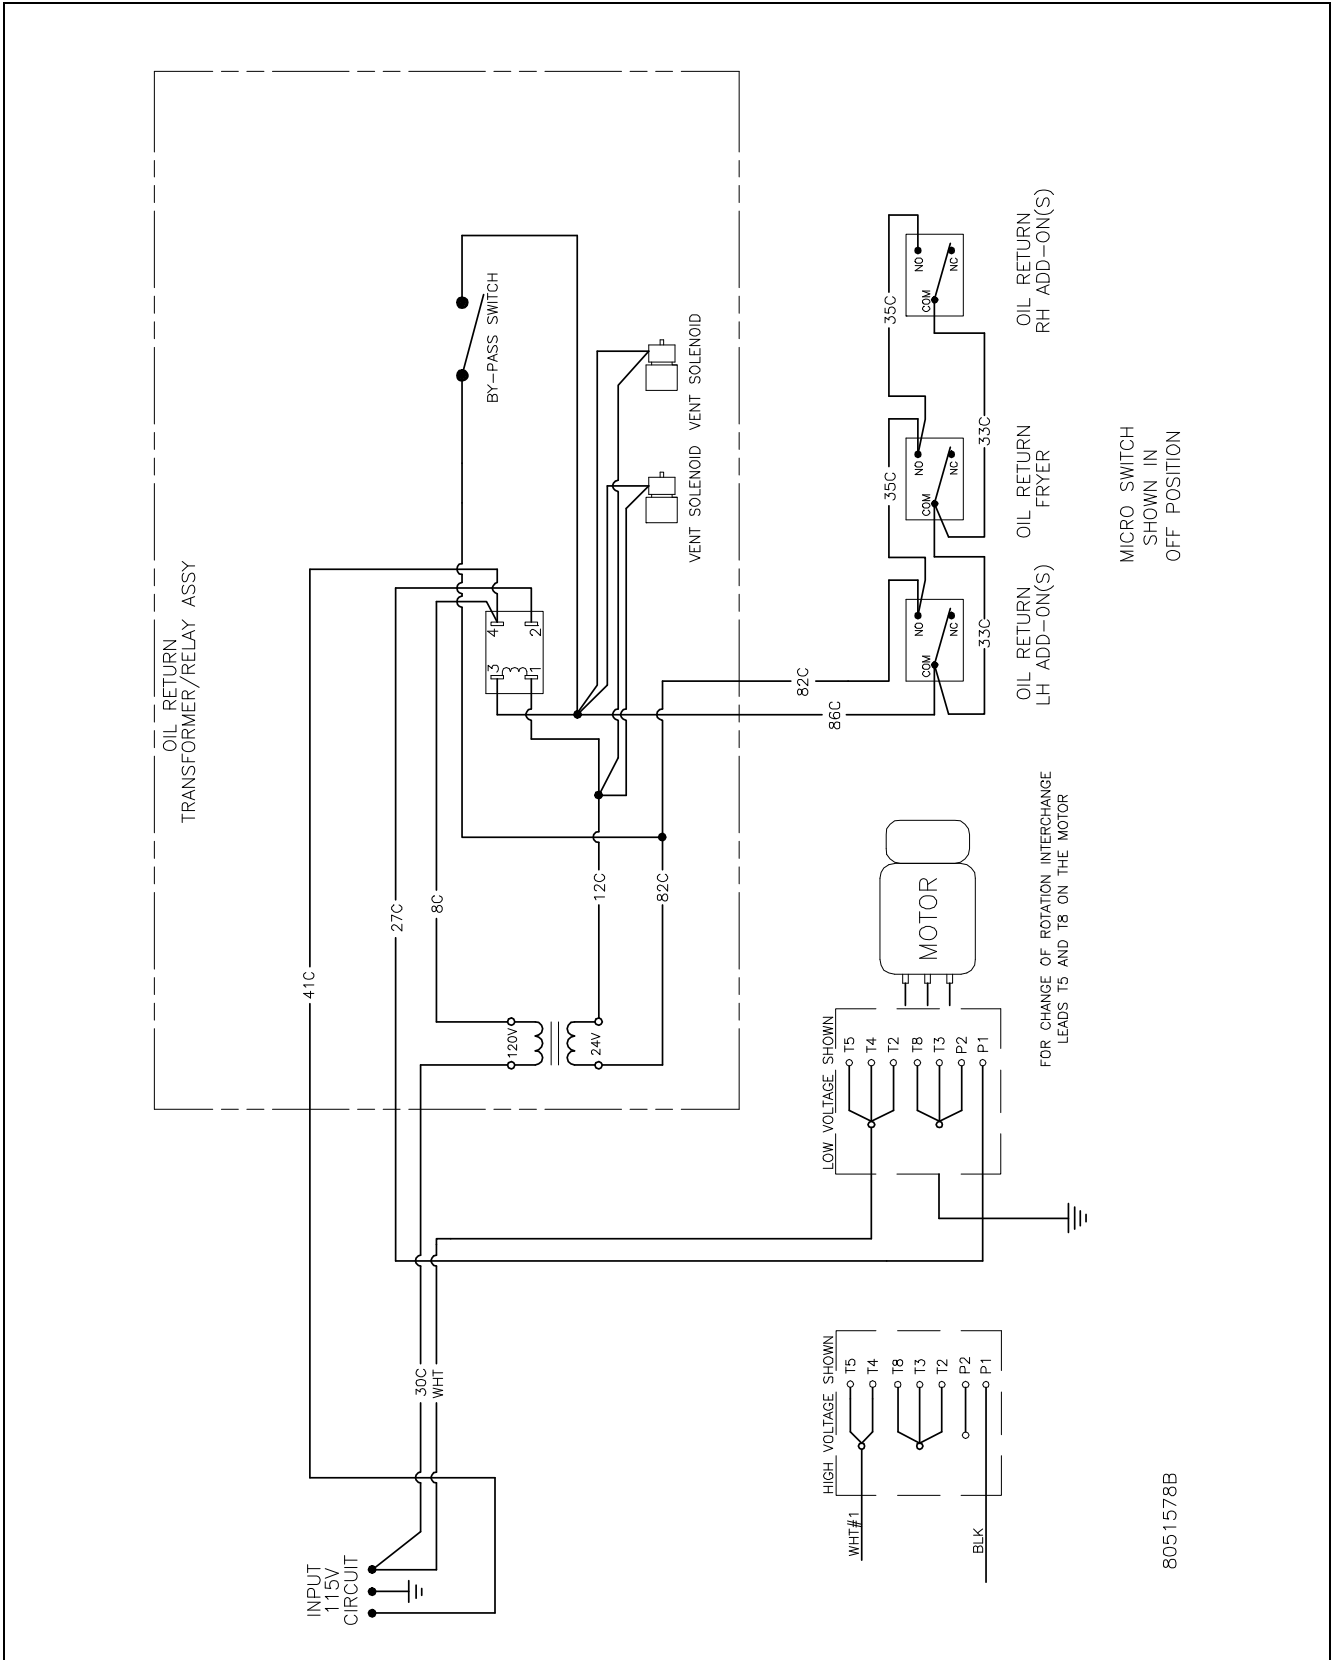 OIL RETURN
TRANSFORMER/RELAY ASSY
BY-PASS SWITCH
VENT SOLENOID
VENT SOLENOID
4
2
3
1
41C
27C
8C
12C
82C
82C
86C
120V
24V
35C
35C
33C
33C
NO
COM
NC
OIL RETURN
RH ADD-ON(S)
NO
COM
NC
OIL RETURN
FRYER
NO
COM
NC
OIL RETURN
LH ADD-ON(S)
MICRO SWITCH
SHOWN IN
OFF POSITION
MOTOR
FOR CHANGE OF ROTATION INTERCHANGE
LEADS T5 AND T8 ON THE MOTOR
LOW VOLTAGE SHOWN
T5
T4
T2
T8
T3
P2
P1
HIGH VOLTAGE SHOWN
T5
T4
T8
T3
T2
P2
P1
WHT#1
BLK
30C
WHT
INPUT
115V
CIRCUIT
8051578B